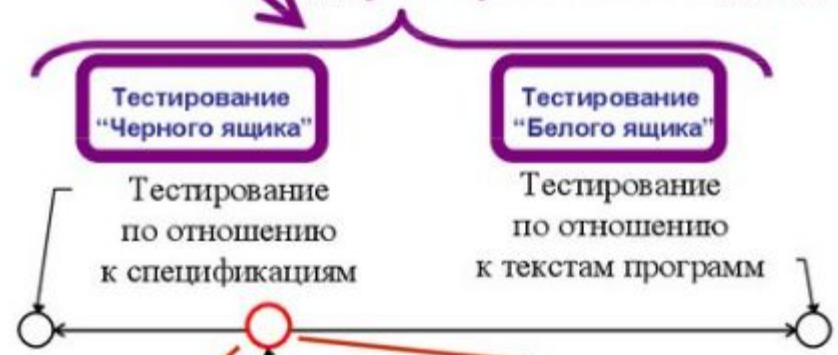 Тестирование
“Черного ящика”
Тестирование
“Белого ящика”
Тестирование
по отношению
к спецификациям
Тестирование
по отношению
к текстам программ